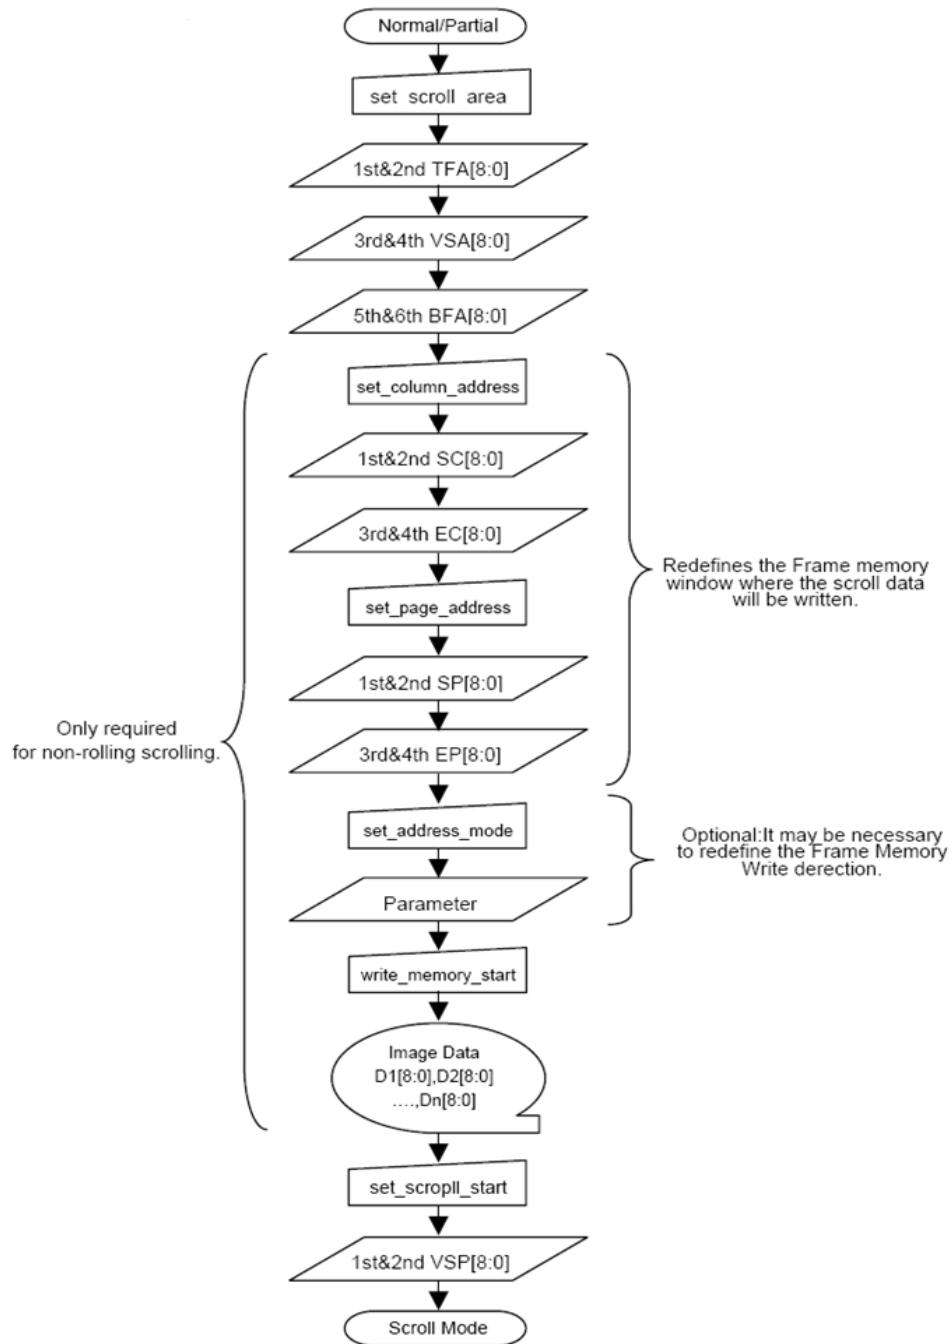 Normal/Partial
set scroll area
1st&2nd TFA[8:0]
3rd&4th VSA[8:0]
5th&6th BFA[8:0]
set_column_address
1st&2nd SC[8:0]
3rd&4th EC[8:0]
set_page_address
1st&2nd SP[8:0]
3rd&4th EP[8:0]
Redefines the Frame memory
window where the scroll data
will be written.
Only required
for non-rolling scrolling.
set_address_mode
Parameter
Optional:It may be necessary
to redefine the Frame Memory
Write derection.
write_memory_start
Image Data
D1[8:0],D2[8:0]
....,Dn[8:0]
set_scropll_start
1st&2nd VSP[8:0]
Scroll Mode